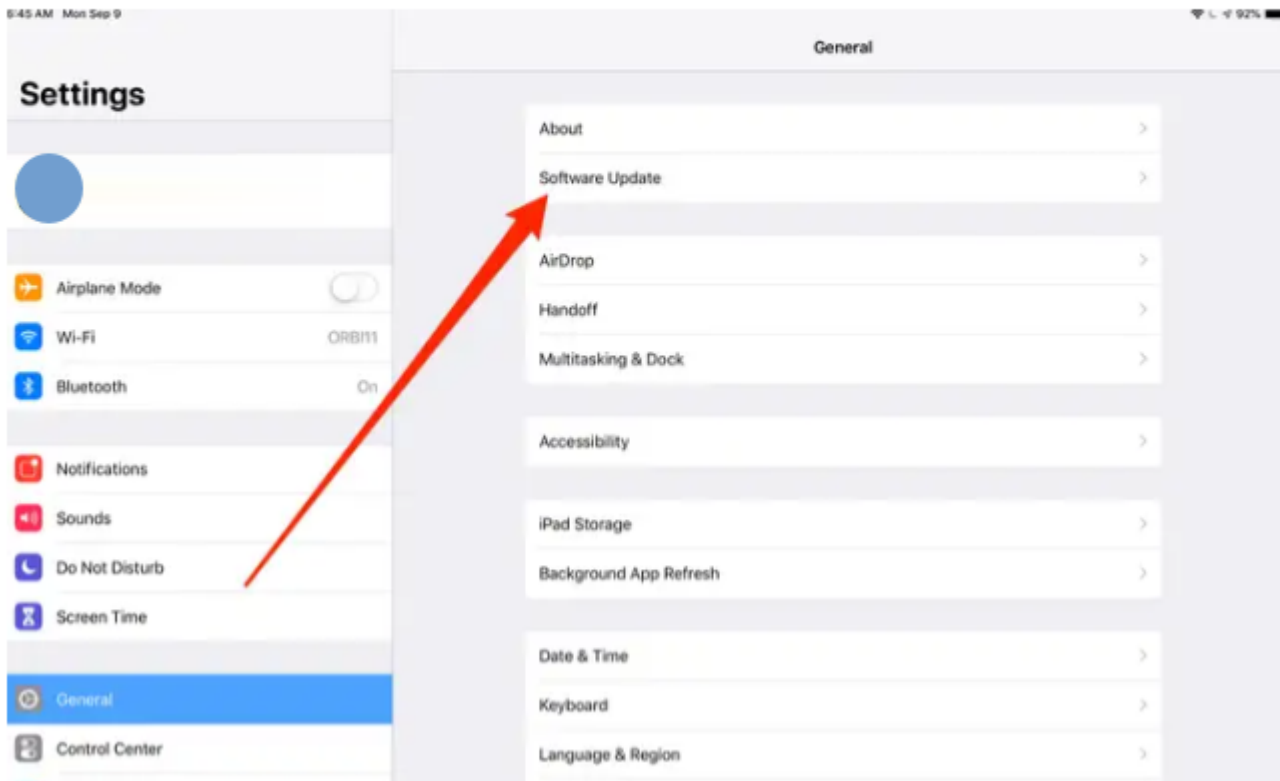 6:45 AM Mon Sep 9
92%
Settings
General
Airplane Mode
Wi-Fi
ORBI11
Bluetooth
On
Notifications
Sounds
Do Not Disturb
Screen Time
General
Control Center
About
Software Update
AirDrop
Handoff
Multitasking & Dock
Accessibility
iPad Storage
Background App Refresh
Date & Time
Keyboard
Language & Region